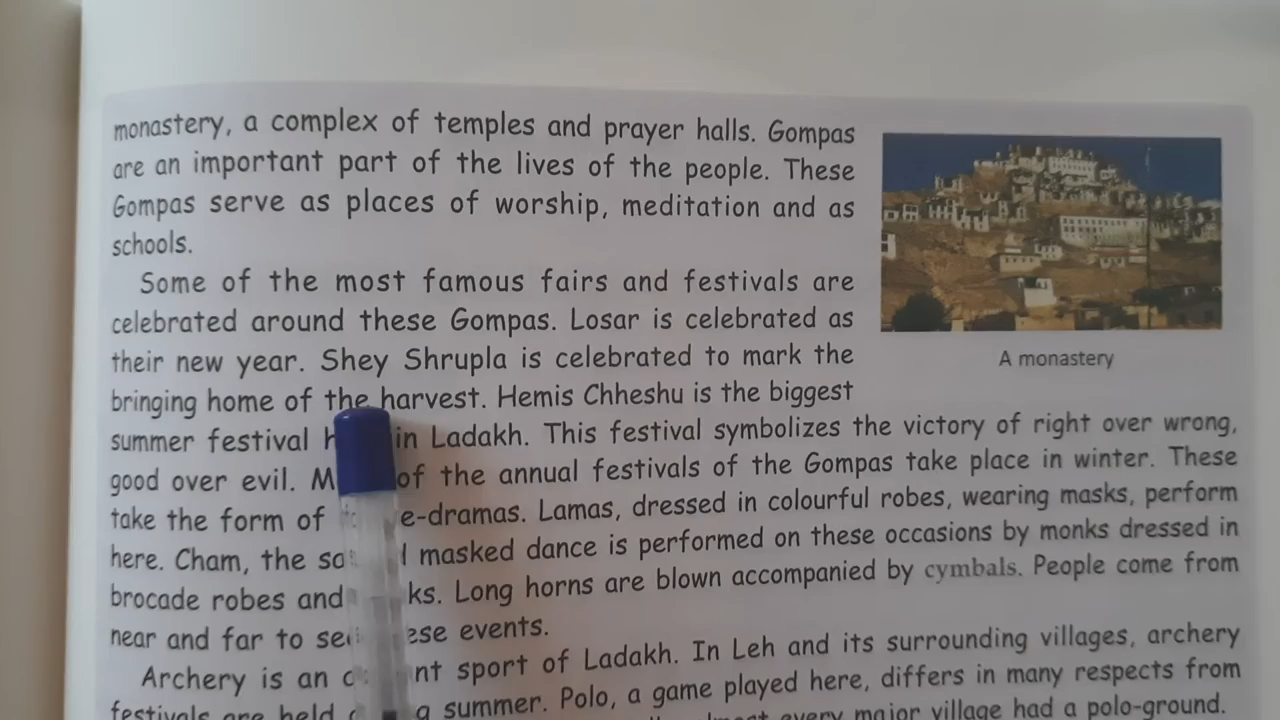 monastery, a complex of temples and prayer halls. Gompas
are an important part of the lives of the people. These
Gompas serve as places of worship, meditation and as
schools.
Some of the most famous fairs and festivals are
celebrated around these Gompas. Losar is celebrated as
their new year. Shey Shrupla is celebrated to mark the
bringing home of the harvest. Hemis Chheshu is the biggest
summer festival in Ladakh. This festival symbolizes the victory of right over wrong,
good over evil. of the annual festivals of the Gompas take place in winter. These
take the form of e-dramas. Lamas, dressed in colourful robes, wearing masks, perform
here. Cham, the masked dance is performed on these occasions by monks dressed in
brocade robes and Long horns are blown accompanied by cymbals. People come from
near and far to events.
Archery is an sport of Ladakh. In Leh and its surrounding villages, archery
festivals are held summer. Polo, a game played here, differs in many respects from
every major village had a polo-ground.
A monastery